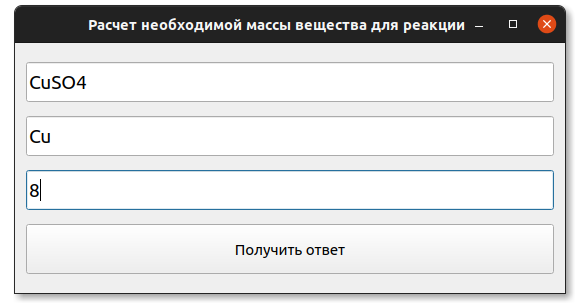 Расчет необходимой массы вещества для реакции
CuSO4
Cu
8
Получить ответ